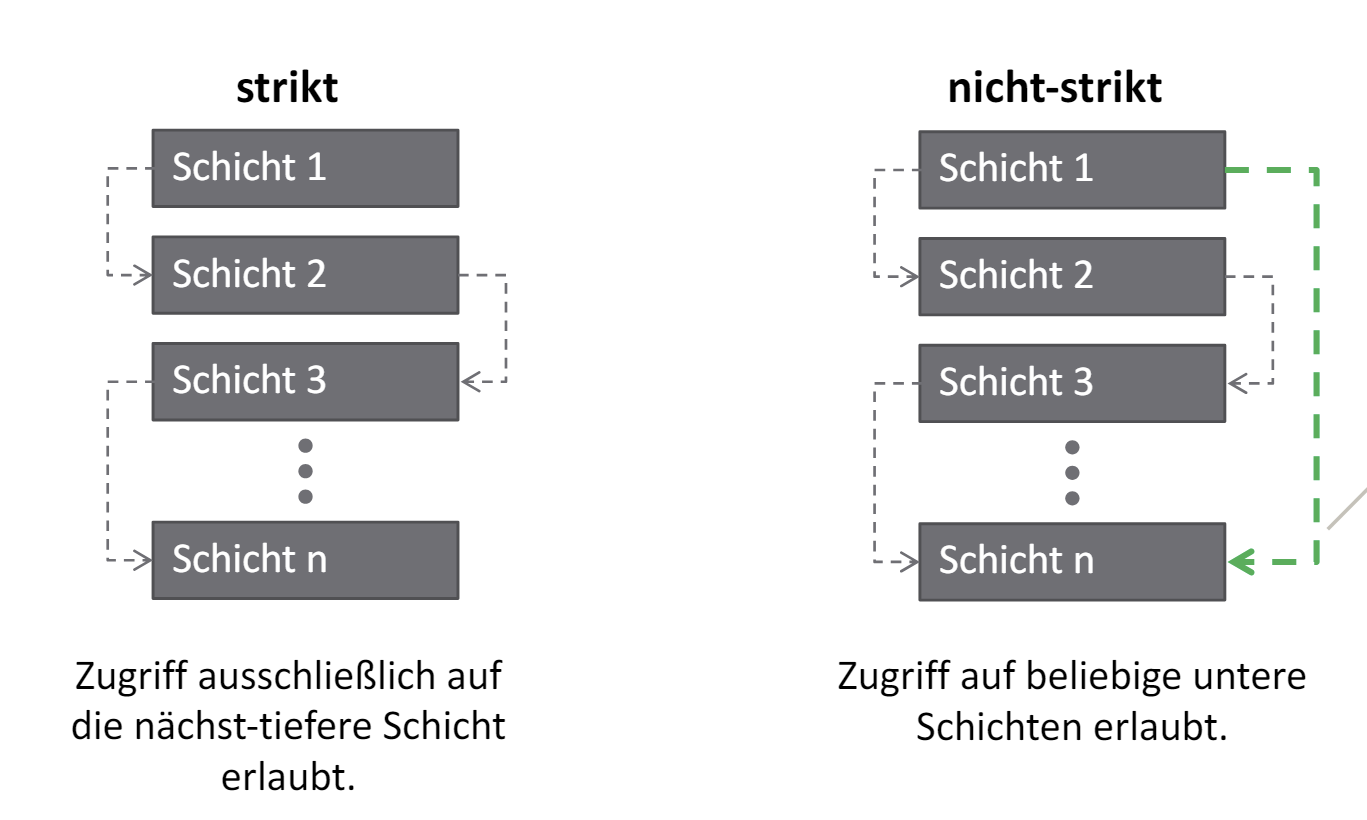 strikt
Schicht 1
Schicht 2
Schicht 3
Schicht n
Zugriff ausschließlich auf
die nächst-tiefere Schicht
erlaubt.
nicht-strikt
Schicht 1
Schicht 2
Schicht 3
Schicht n
Zugriff auf beliebige untere
Schichten erlaubt.